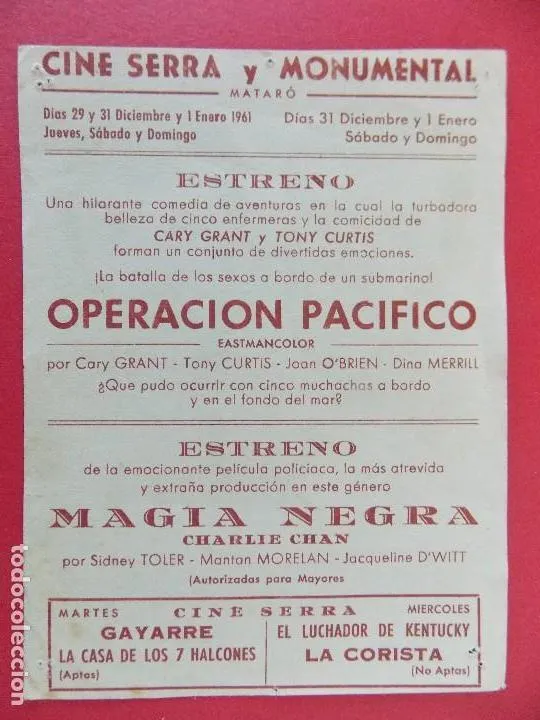 CINE SERRA y MONUMENTAL
MATARÓ
Días 29 y 31 Diciembre y 1 Enero 1961
Jueves, Sábado y Domingo
Días 31 Diciembre y 1 Enero
Sábado y Domingo
ESTRENO
Una hilarante comedia de aventuras en la cual la turbadora
belleza de cinco enfermeras y la comicidad de
CARY GRANT y TONY CURTIS
forman un conjunto de divertidas emociones.
¡La batalla de los sexos a bordo de un submarino!
OPERACION PACIFICO
EASTMANCOLOR
por Cary GRANT - Tony CURTIS - Joan O'BRIEN - Dina MERRILL
¿Que pudo ocurrir con cinco muchachas a bordo
y en el fondo del mar?
ESTRENO
de la emocionante película policíaca, la más atrevida
y extraña producción en este género
MAGIA NEGRA
CHARLIE CHAN
por Sidney TOLER - Mantan MORELAN - Jacqueline D'WITT
(Autorizadas para Mayores
CINE SERRA
MARTES
GAYARRE
LA CASA DE LOS 7 HALCONES
(Aptas)
MIERCOLES
EL LUCHADOR DE KENTUCKY
LA CORISTA
(No Aptas)
todocoleccion.net